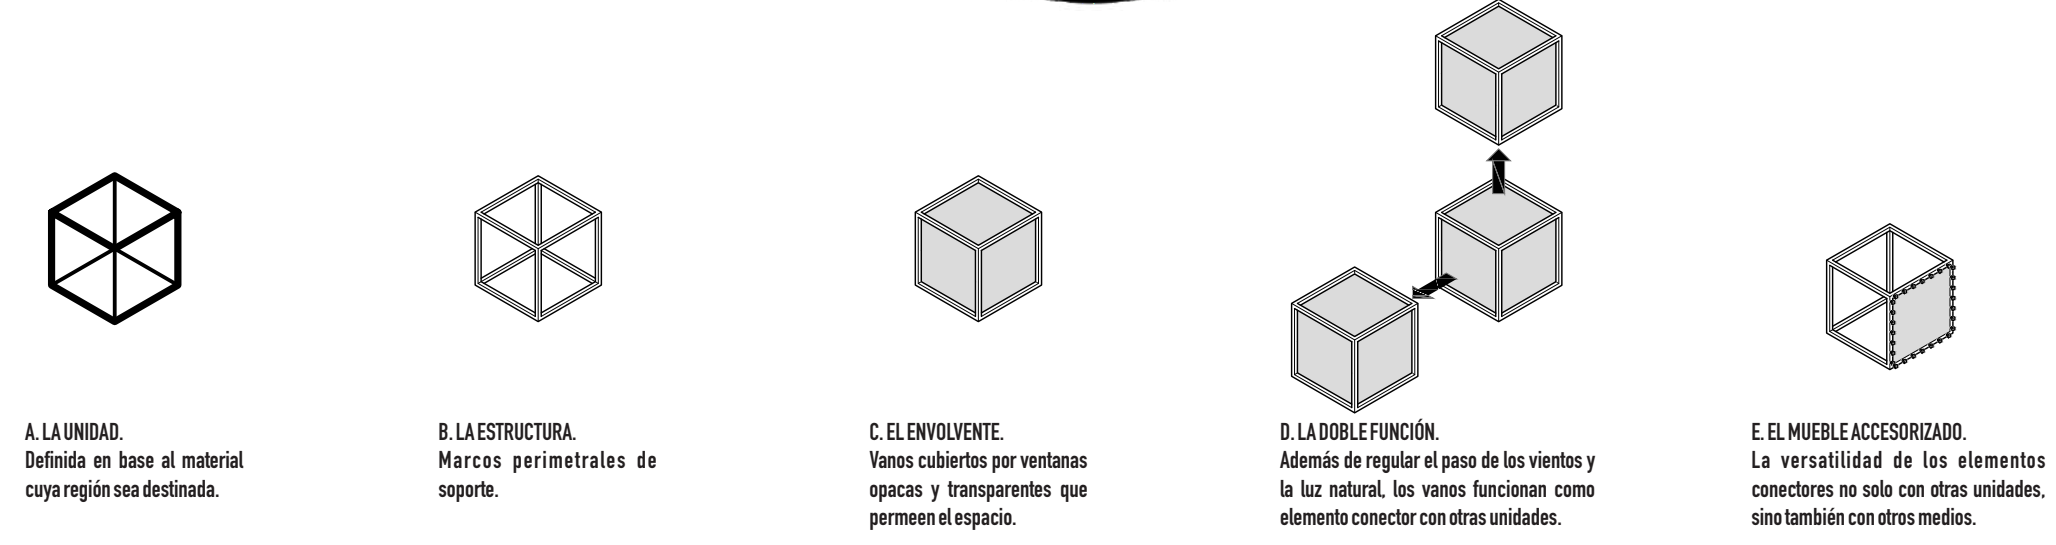 A. LA UNIDAD.
Definida en base al material
cuya región sea destinada.
B. LA ESTRUCTURA.
Marcos perimetrales de
soporte.
C. EL ENVOLVENTE.
Vanos cubiertos por ventanas
opacas y transparentes que
permeen el espacio.
D. LA DOBLE FUNCIÓN.
Además de regular el paso de los vientos y
la luz natural, los vanos funcionan como
elemento conector con otras unidades.
E. EL MUEBLE ACCESORIZADO.
La versatilidad de los elementos
conectores no solo con otras unidades,
sino también con otros medios.